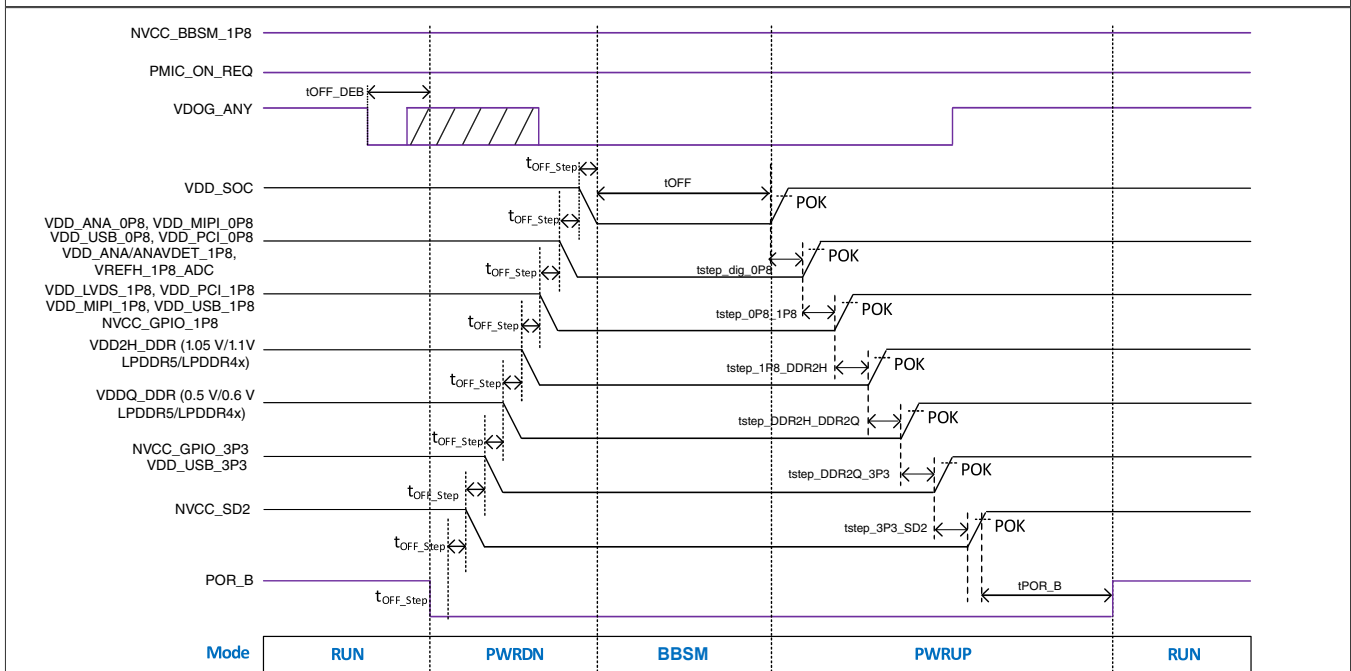 NVCC_BBSM_1P8
PMIC_ON_REQ
tOFF_DEB
VDOG_ANY
tOFF_Step
VDD_SOC
tOFF
POK
tOFF_Step
VDD_ANA_0P8, VDD_MIPI_0P8
VDD_USB_0P8, VDD_PCI_0P8
VDD_ANA/ANAVDET_1P8,
VREFH_1P8_ADC
POK
tstep_dig_0P8
tOFF_Step
VDD_LVDS_1P8, VDD_PCI_1P8
VDD_MIPI_1P8, VDD_USB_1P8
NVCC_GPIO_1P8
tstep_0P8_1P8
POK
tOFF_Step
VDD2H_DDR (1.05 V/1.1V
LPDDR5/LPDDR4x)
tstep_1P8_DDR2H
POK
tOFF_Step
VDDQ_DDR (0.5 V/0.6 V
LPDDR5/LPDDR4x)
tstep_DDR2H_DDR2Q
POK
tOFF_Step
NVCC_GPIO_3P3
VDD_USB_3P3
tstep_DDR2Q_3P3
POK
tOFF_Step
NVCC_SD2
tstep_3P3_SD2
POK
tOFF_Step
POR_B
tOFF_Step
tPOR_B
Mode RUN PWRDN BBSM PWRUP RUN